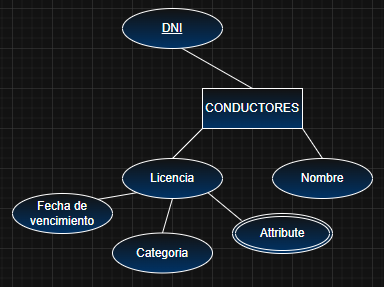 DNI
CONDUCTORES
Licencia
Nombre
Fecha de
vencimiento
Attribute
Categoria